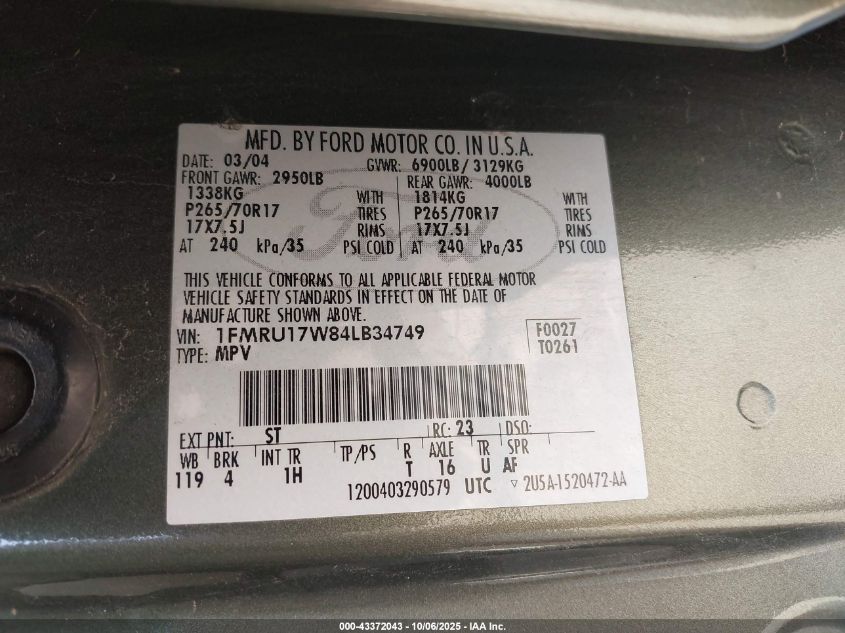 MFD. BY FORD MOTOR CO. IN U.S.A.
DATE: 03/04 GVWR: 6900LB/ 3129KG
FRONT GAWR: 2950LB REAR GAWR: 4000LB
1338KG WITH 1814KG WITH
P265/70R17 TIRES P265/70R17 TIRES
17X7.5J RIMS 17X7.5J RIMS
AT 240 kPa/35 PSI COLD AT 240 kPa/35 PSI COLD
Ford
THIS VEHICLE CONFORMS TO ALL APPLICABLE FEDERAL MOTOR
VEHICLE SAFETY STANDARDS IN EFFECT ON THE DATE OF
MANUFACTURE SHOWN ABOVE.
VIN: 1FMRU17W84LB34749 F0027
TYPE: MPV T0261
EXT PNT: ST RC: 23 DSO:
WB BRK INT TR TP/PS R AXLE TR SPR
119 4 1H T 16 U AF
1200403290579 UTC ▽ 2U5A-1520472-AA
000-43372043 - 10/06/2025 - IAA Inc.